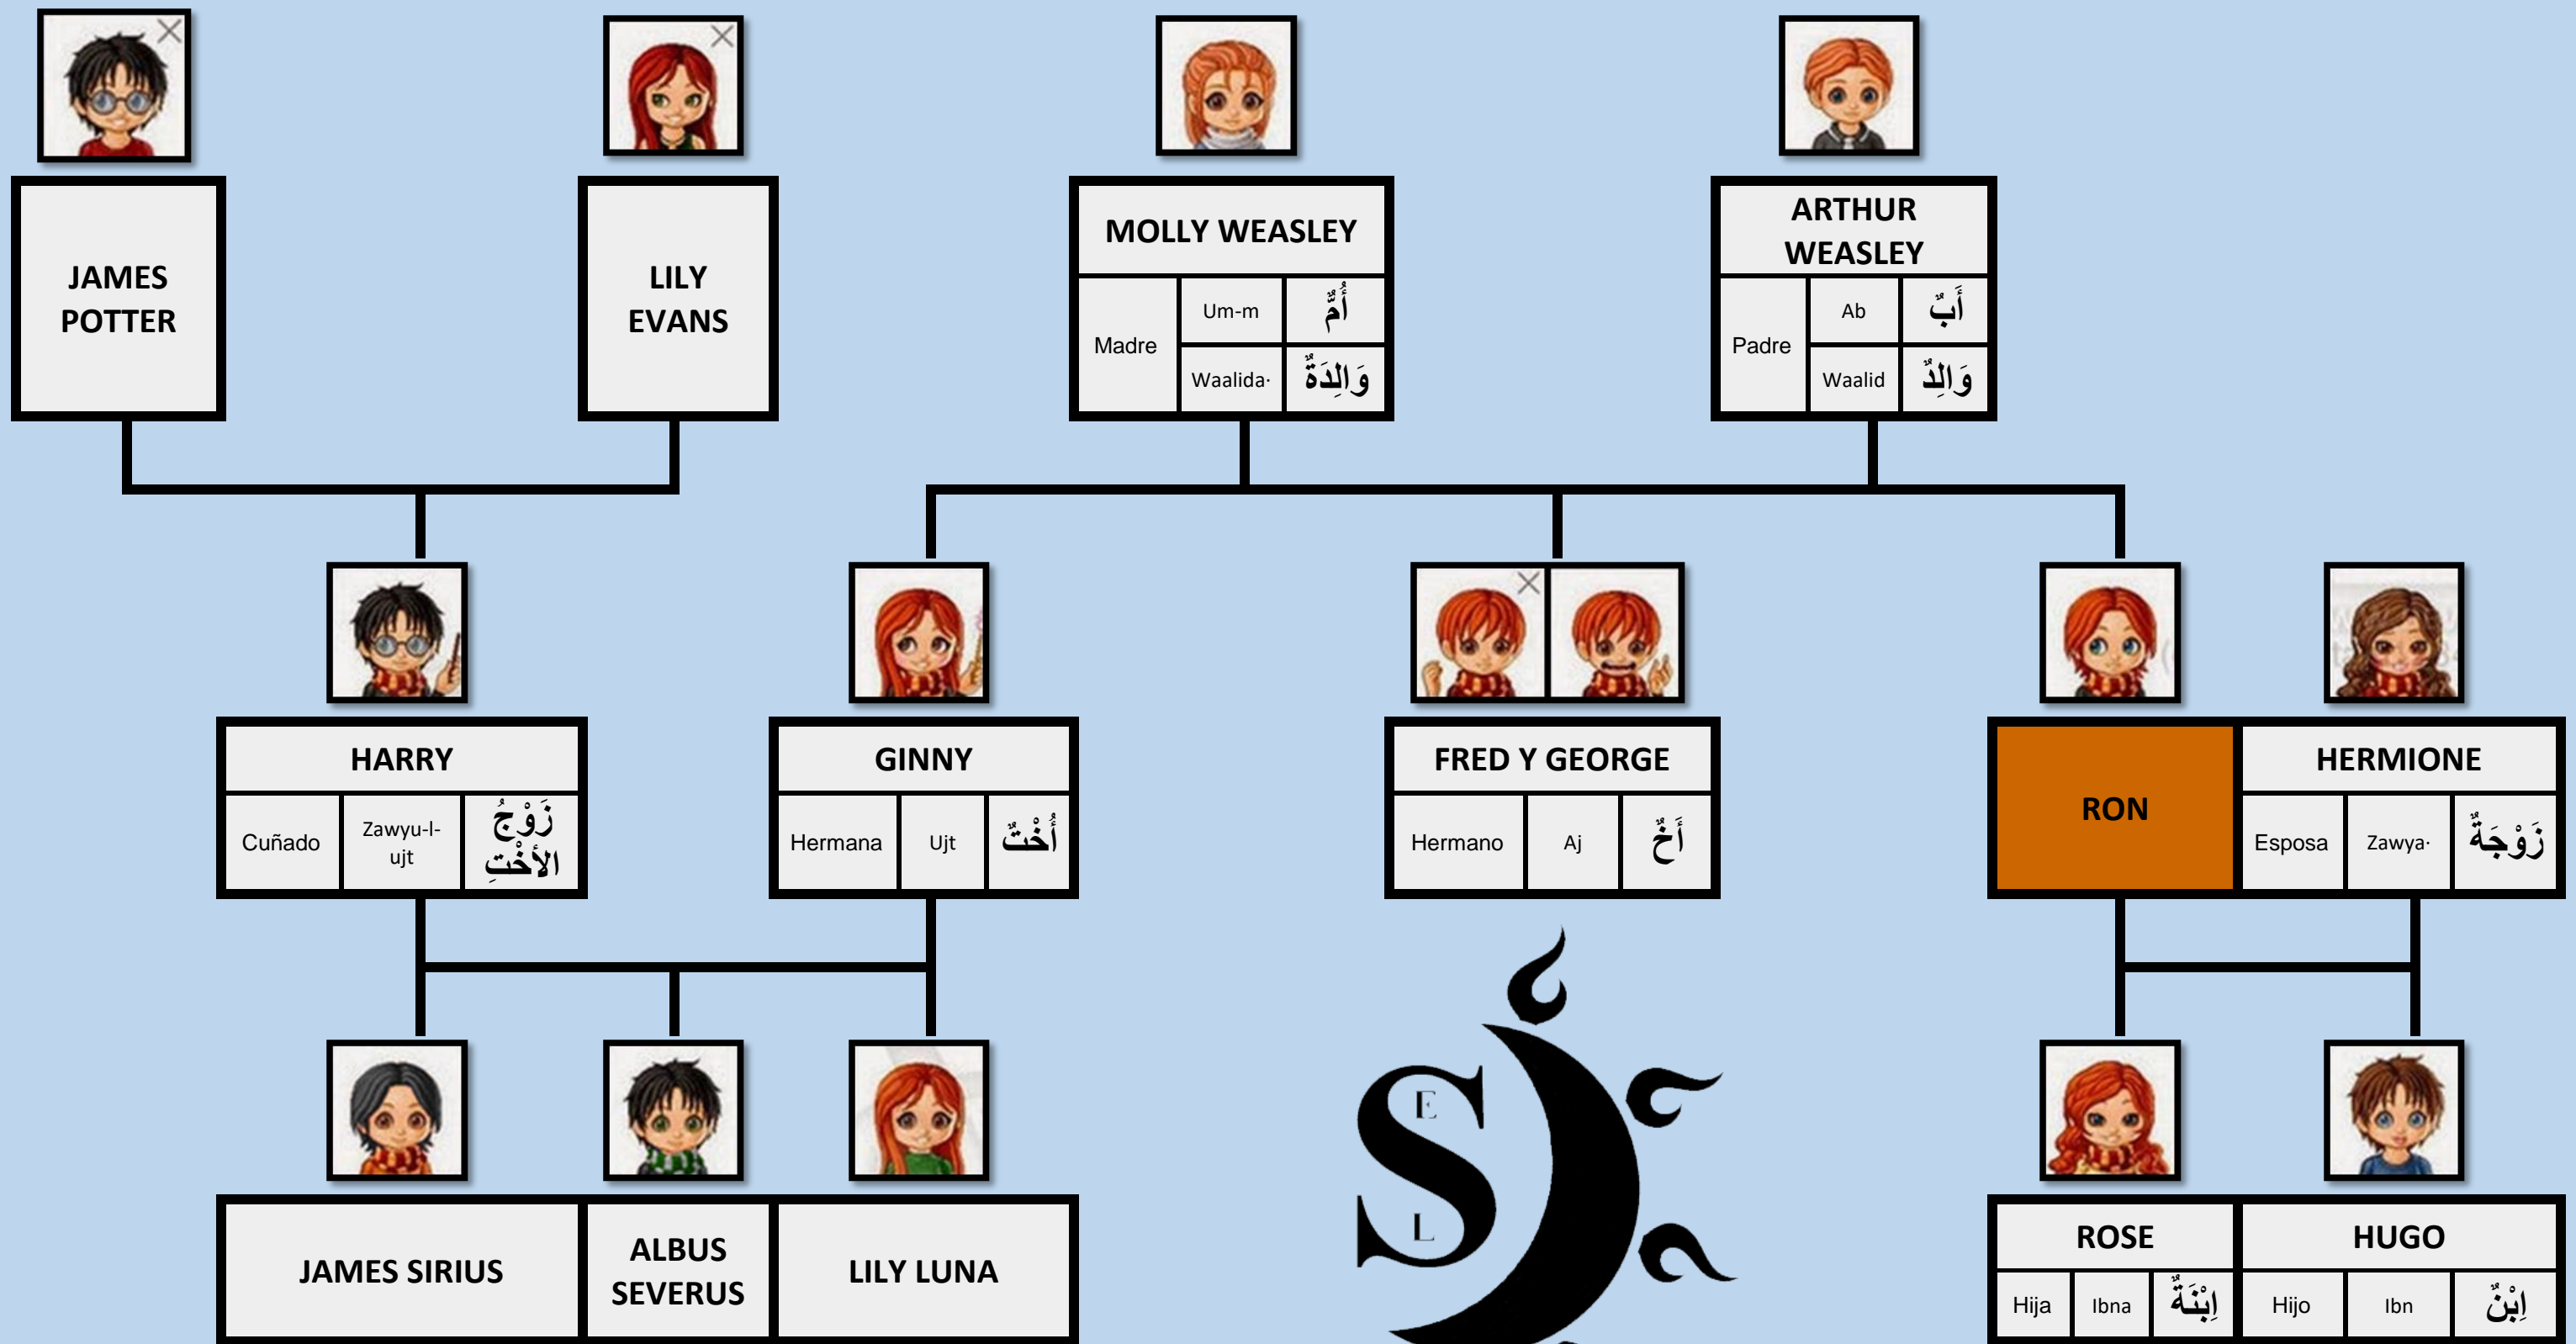 JAMES
POTTER
LILY
EVANS
MOLLY WEASLEY
Madre
Um-m
أُمٌّ
Waalida·
وَالِدَةٌ
ARTHUR
WEASLEY
Padre
Ab
أَبٌ
Waalid
وَالِدٌ
HARRY
Cuñado
Zawyu-l-
ujt
زَوْجُ
الأخْتِ
GINNY
Hermana
Ujt
أُخْتٌ
FRED Y GEORGE
Hermano
Aj
أَخٌ
RON
HERMIONE
Esposa
Zawya·
زَوْجَةٌ
JAMES SIRIUS
ALBUS
SEVERUS
LILY LUNA
S
E
L
ROSE
Hija
Ibna
اِبْنَةٌ
HUGO
Hijo
Ibn
اِبْنٌ